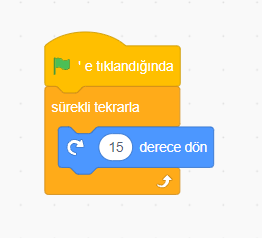 ' e tıklandığında
sürekli tekrarla
15 derece dön